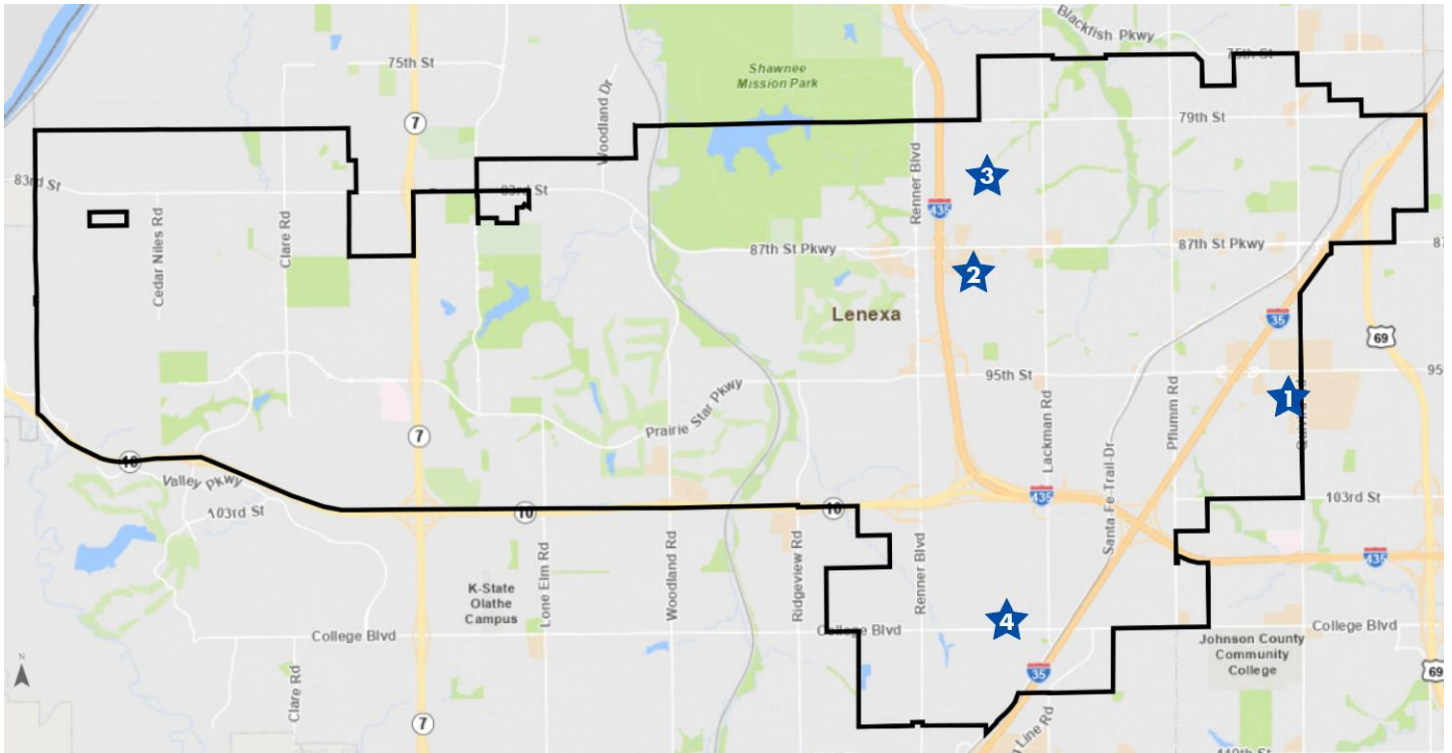 Blackfish Pkwy
75th St
75th St
Shawnee
Mission Park
Woodland Dr
7
79th St
3
83rd St
83rd St
Renner Blvd
435
Cedar Niles Rd
Clare Rd
87th St Pkwy
87th St Pkwy
87
2
Lenexa
35
69
95th St
95
1
Prairie Star Pkwy
Lackman Rd
Pflumm Rd
Santa-Fe-Trail-Dr
7
10
Valley Pkwy
103rd St
10
10
435
103rd St
435
Lone Elm Rd
Woodland Rd
Ridgeview Rd
Renner Blvd
K-State
Olathe
Campus
4
College Blvd
College Blvd
College Blvd
Johnson County
Community
College
Clare Rd
N
35
69
7
Line Rd